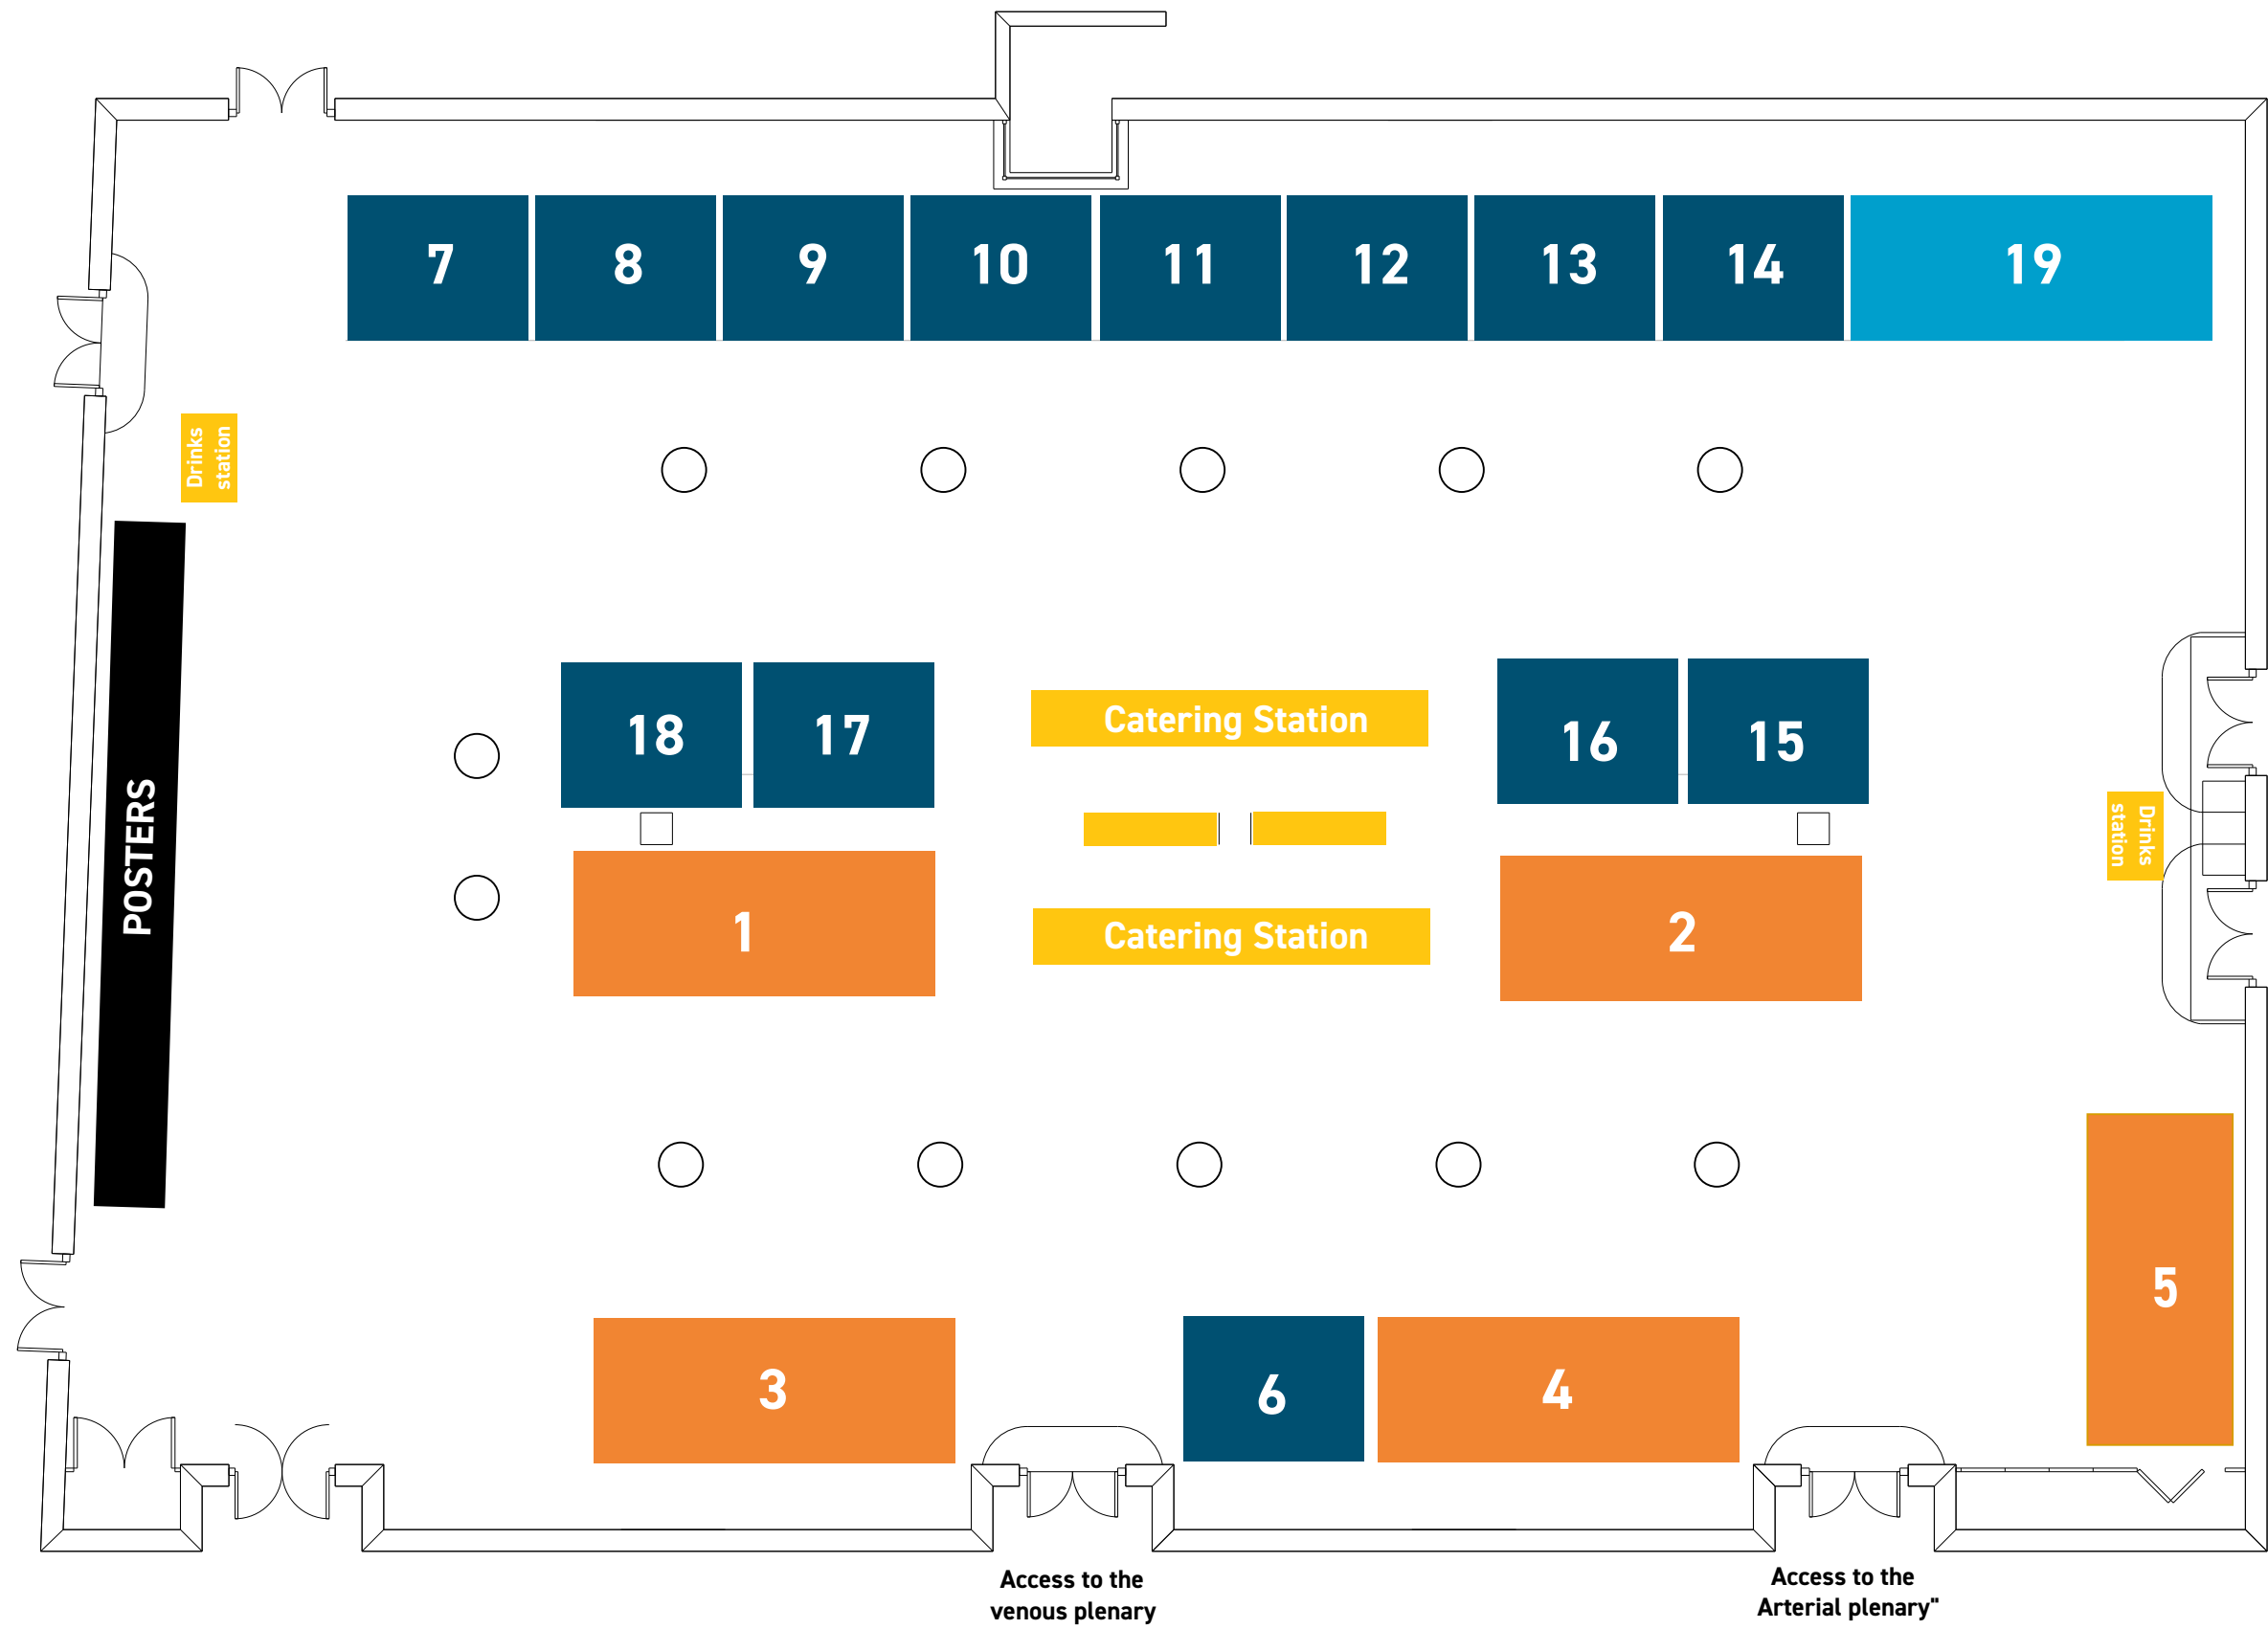 7
8
9
10
11
12
13
14
19
Drinks
station
18
17
Catering Station
16
15
Drinks
station
POSTERS
1
Catering Station
2
5
3
6
4
Access to the
venous plenary
Access to the
Arterial plenary"